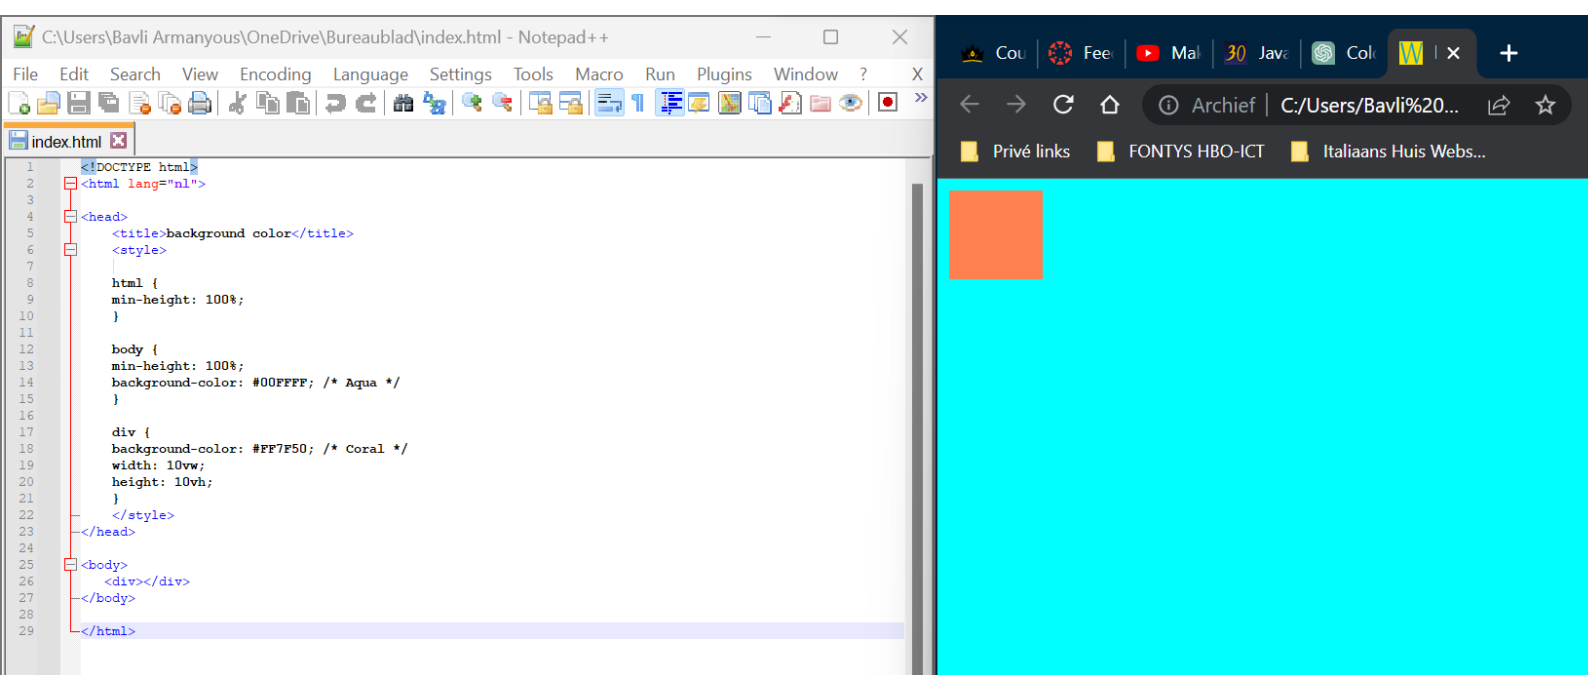 C:\Users\Bavli Armanyous\OneDrive\Bureaublad\index.html - Notepad++
File Edit Search View Encoding Language Settings Tools Macro Run Plugins Window ? X
index.html
1 <!DOCTYPE html>
2 <html lang="nl">
3
4 <head>
5 <title>background color</title>
6 <style>
7
8 html {
9 min-height: 100%;
10 }
11
12 body {
13 min-height: 100%;
14 background-color: #00FFFF; /* Aqua */
15 }
16
17 div {
18 background-color: #FF7F50; /* Coral */
19 width: 10vw;
20 height: 10vh;
21 }
22 </style>
23 </head>
24
25 <body>
26 <div></div>
27 </body>
28
29 </html>
Cou Fee Mak 30 Java Colo W
Archief C:/Users/Bavli%20...
Privé links FONTYS HBO-ICT Italiaans Huis Webs...